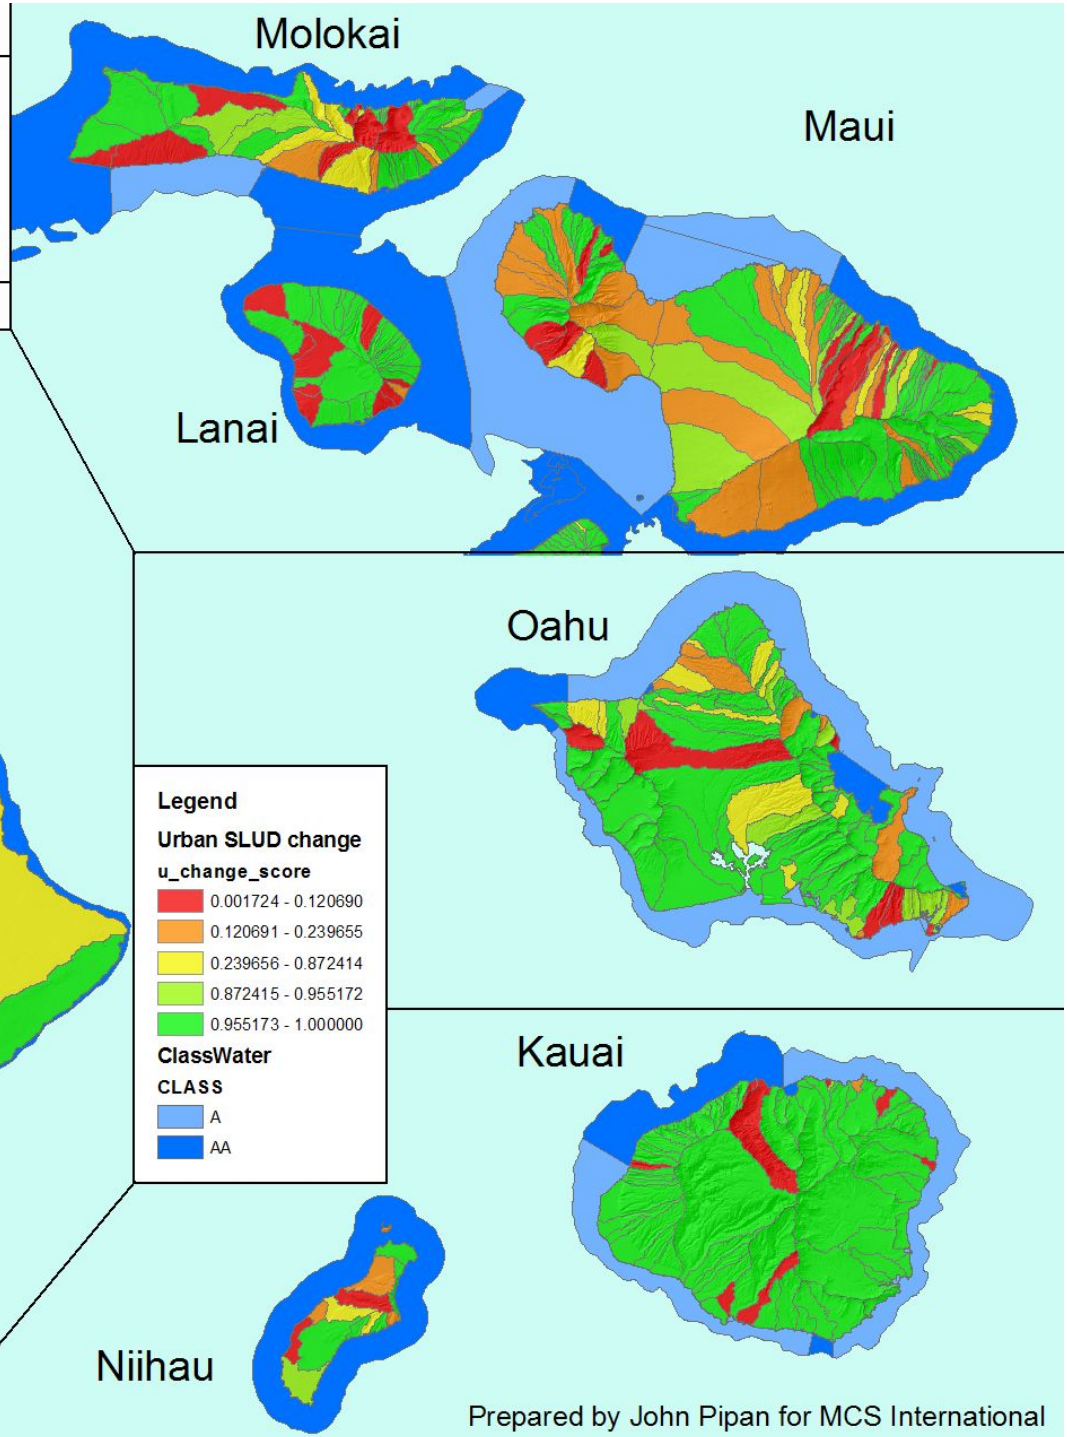 Molokai
Maui
Lanai
Oahu
Legend
Urban SLUD change
u_change_score
0.001724 - 0.120690
0.120691 - 0.239655
0.239656 - 0.872414
0.872415 - 0.955172
0.955173 - 1.000000
ClassWater
CLASS
A
AA
Kauai
Niihau
Prepared by John Pipan for MCS International